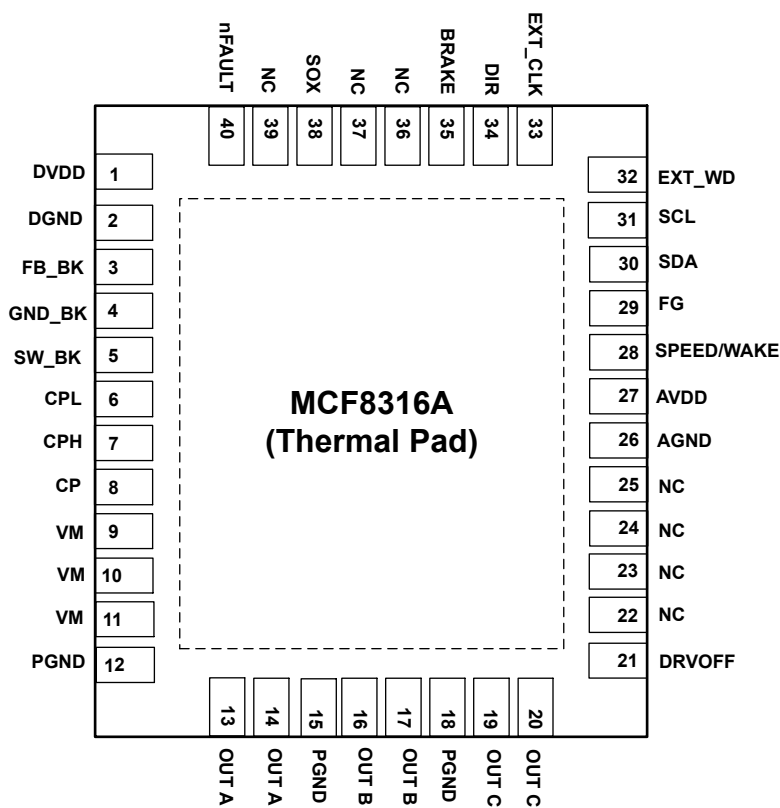 nFAULT
NC
SOX
NC
NC
BRAKE
DIR
EXT_CLK
40
39
38
37
36
35
34
33
DVDD 1
DGND 2
FB_BK 3
GND_BK 4
SW_BK 5
CPL 6
CPH 7
CP 8
VM 9
VM 10
VM 11
PGND 12
MCF8316A
(Thermal Pad)
32 EXT_WD
31 SCL
30 SDA
29 FG
28 SPEED/WAKE
27 AVDD
26 AGND
25 NC
24 NC
23 NC
22 NC
21 DRVOFF
13
14
15
16
17
18
19
20
OUT A
OUT A
PGND
OUT B
OUT B
PGND
OUT C
OUT C